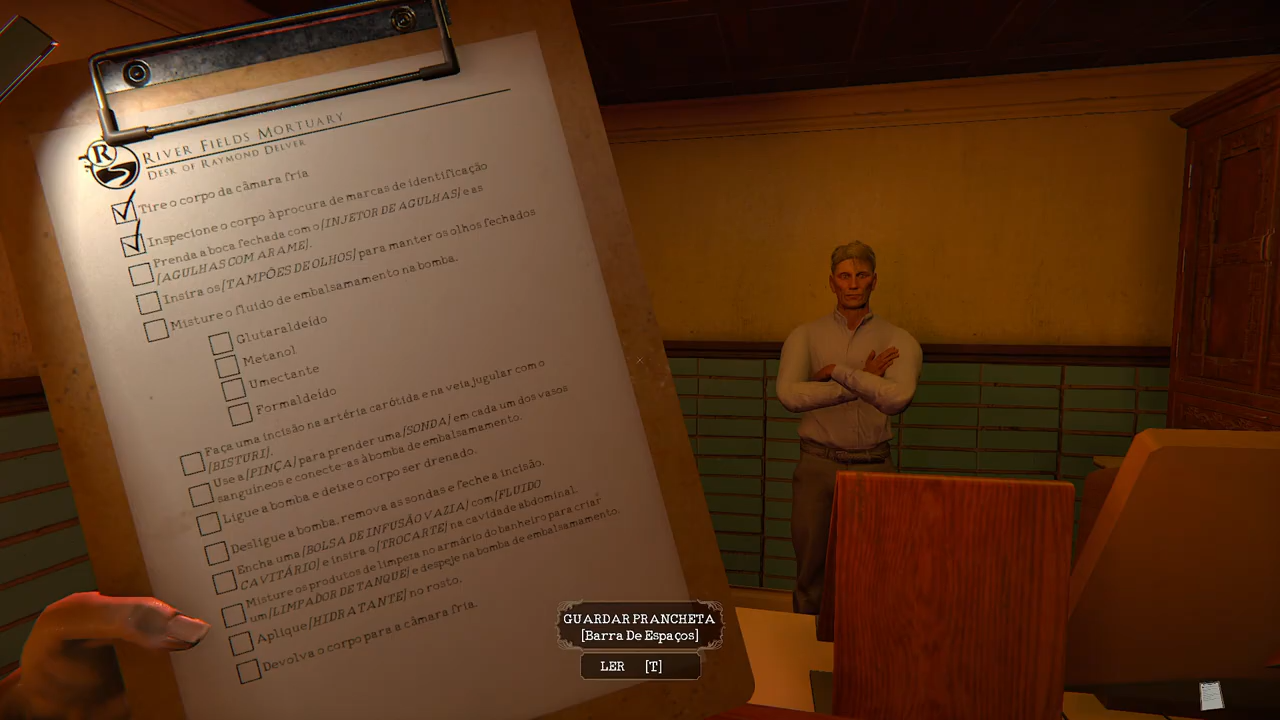 RIVER FIELDS MORTUARY
DESK OF RAYMOND DELVER
Tire o corpo da câmara fria
Inspecione o corpo à procura de marcas de identificação
Prenda a boca fechada com o [INJETOR DE AGULHAS] e as
[AGULHAS COM ARAME].
Insira os [TAMPÕES DE OLHOS] para manter os olhos fechados
Misture o fluido de embalsamamento na bomba.
Glutaraldeído
Metanol
Umectante
Formaldeído
Faça uma incisão na artéria carótida e na veia jugular com o
[BISTURI].
Use a [PINÇA] para prender uma [SONDA] em cada um dos vasos
sanguíneos e conecte-as à bomba de embalsamamento.
Ligue a bomba e deixe o corpo ser drenado.
Desligue a bomba, remova as sondas e feche a incisão.
Encha uma [BOLSA DE INFUSÃO VAZIA] com [FLUIDO
CAVITÁRIO] e insira o [TROCARTE] na cavidade abdominal.
Misture os produtos de limpeza no armário do banheiro para criar
um [LIMPADOR DE TANQUE] e despeje na bomba de embalsamamento.
Aplique [HIDRATANTE] no rosto.
Devolva o corpo para a câmara fria.
GUARDAR PRANCHETA
[Barra De Espaços]
LER [T]